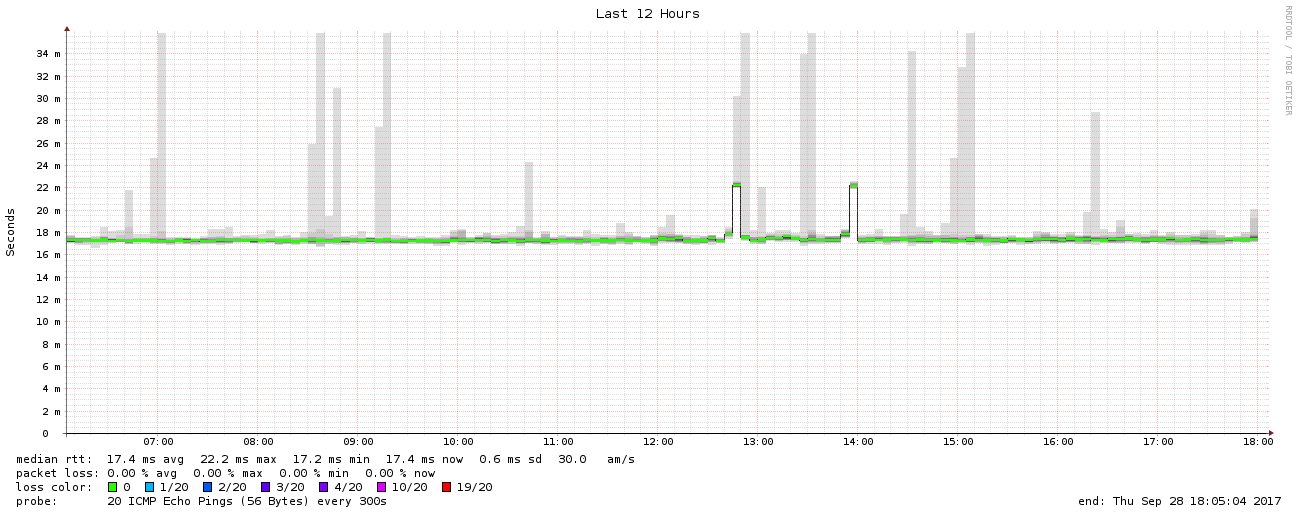 Last 12 Hours
RRDTOOL / TOBI OETIKER
Seconds
34 m
32 m
30 m
28 m
26 m
24 m
22 m
20 m
18 m
16 m
14 m
12 m
10 m
8 m
6 m
4 m
2 m
0
07:00 08:00 09:00 10:00 11:00 12:00 13:00 14:00 15:00 16:00 17:00 18:00
median rtt: 17.4 ms avg 22.2 ms max 17.2 ms min 17.4 ms now 0.6 ms sd 30.0 am/s
packet loss: 0.00 % avg 0.00 % max 0.00 % min 0.00 % now
loss color: 0 1/20 2/20 3/20 4/20 10/20 19/20
probe: 20 ICMP Echo Pings (56 Bytes) every 300s end: Thu Sep 28 18:05:04 2017